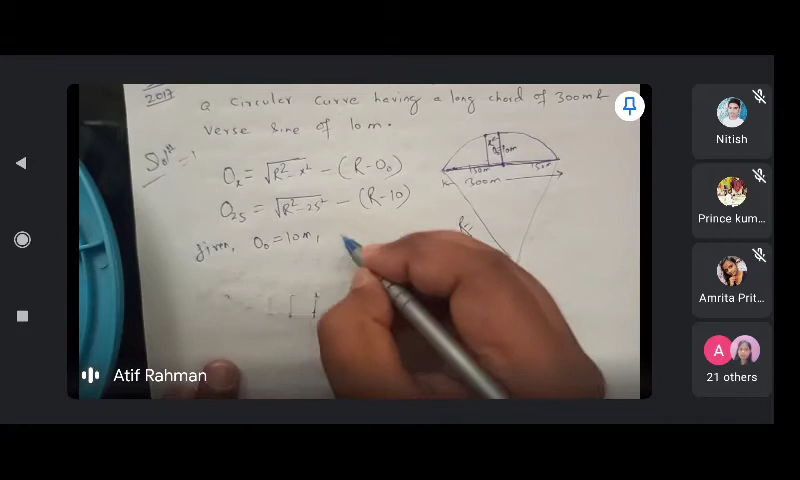 2017
Q Circular Curve having a long chord of 300m &
verse sine of 10 m.
Solⁿ =>
Oₓ = √R² - x² - (R - O₀)
O₂₅ = √R² - 25² - (R - 10)
given, O₀ = 10m,
10m
150m
150m
300m
R
Atif Rahman
Nitish
Prince kum...
Amrita Prit...
A
21 others